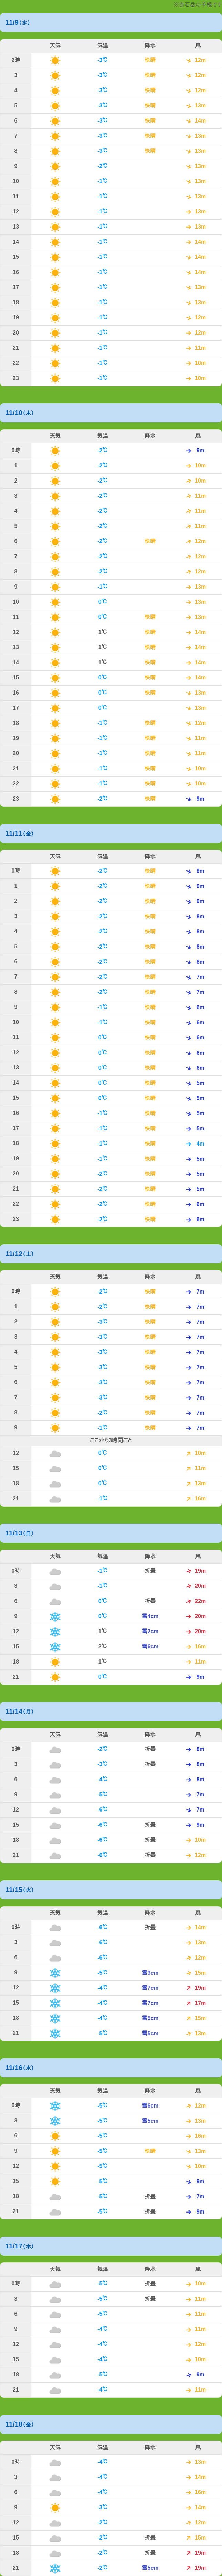 11/9（水）
天気 気温 降水 風
2時 -3℃ 快晴 12m
3 -3℃ 快晴 12m
4 -3℃ 快晴 12m
5 -3℃ 快晴 13m
6 -3℃ 快晴 14m
7 -3℃ 快晴 13m
8 -3℃ 快晴 13m
9 -2℃ 13m
10 -1℃ 13m
11 -1℃ 13m
12 -1℃ 13m
13 -1℃ 13m
14 -1℃ 14m
15 -1℃ 14m
16 -1℃ 14m
17 -1℃ 13m
18 -1℃ 13m
19 -1℃ 12m
20 -1℃ 12m
21 -1℃ 11m
22 -1℃ 10m
23 -1℃ 10m
11/10（木）
天気 気温 降水 風
0時 -2℃ 9m
1 -2℃ 10m
2 -2℃ 10m
3 -2℃ 11m
4 -2℃ 11m
5 -2℃ 11m
6 -2℃ 快晴 12m
7 -2℃ 12m
8 -2℃ 12m
9 -1℃ 13m
10 0℃ 13m
11 0℃ 快晴 13m
12 1℃ 快晴 14m
13 1℃ 快晴 14m
14 1℃ 快晴 14m
15 0℃ 快晴 14m
16 0℃ 快晴 13m
17 0℃ 13m
18 -1℃ 快晴 12m
19 -1℃ 快晴 11m
20 -1℃ 快晴 11m
21 -1℃ 快晴 10m
22 -1℃ 快晴 10m
23 -2℃ 快晴 9m
11/11（金）
天気 気温 降水 風
0時 -2℃ 快晴 9m
1 -2℃ 快晴 9m
2 -2℃ 快晴 9m
3 -2℃ 快晴 8m
4 -2℃ 快晴 8m
5 -2℃ 快晴 8m
6 -2℃ 快晴 8m
7 -2℃ 快晴 7m
8 -2℃ 快晴 7m
9 -1℃ 快晴 6m
10 -1℃ 快晴 6m
11 0℃ 快晴 6m
12 0℃ 快晴 6m
13 0℃ 快晴 6m
14 0℃ 快晴 5m
15 0℃ 快晴 5m
16 -1℃ 快晴 5m
17 -1℃ 快晴 5m
18 -1℃ 快晴 4m
19 -1℃ 快晴 5m
20 -2℃ 快晴 5m
21 -2℃ 快晴 5m
22 -2℃ 快晴 6m
23 -2℃ 快晴 6m
11/12（土）
天気 気温 降水 風
0時 -2℃ 快晴 7m
1 -2℃ 快晴 7m
2 -3℃ 快晴 7m
3 -3℃ 快晴 7m
4 -3℃ 快晴 7m
5 -3℃ 快晴 7m
6 -3℃ 快晴 7m
7 -3℃ 快晴 7m
8 -2℃ 快晴 7m
9 -1℃ 快晴 7m
ここから3時間ごと
12 0℃ 10m
15 0℃ 11m
18 0℃ 13m
21 -1℃ 16m
11/13（日）
天気 気温 降水 風
0時 -1℃ 折曇 19m
3 -1℃ 20m
6 0℃ 折曇 22m
9 0℃ 雪4cm 20m
12 1℃ 雪2cm 20m
15 2℃ 雪6cm 16m
18 1℃ 11m
21 0℃ 9m
11/14（月）
天気 気温 降水 風
0時 -2℃ 折曇 8m
3 -3℃ 折曇 8m
6 -4℃ 8m
9 -5℃ 7m
12 -6℃ 7m
15 -6℃ 折曇 9m
18 -6℃ 折曇 10m
21 -6℃ 折曇 12m
11/15（火）
天気 気温 降水 風
0時 -6℃ 折曇 14m
3 -6℃ 13m
6 -6℃ 12m
9 -5℃ 雪3cm 15m
12 -4℃ 雪7cm 19m
15 -4℃ 雪7cm 17m
18 -4℃ 雪5cm 15m
21 -5℃ 雪5cm 13m
11/16（水）
天気 気温 降水 風
0時 -5℃ 雪6cm 12m
3 -5℃ 雪5cm 13m
6 -5℃ 16m
9 -5℃ 快晴 13m
12 -5℃ 10m
15 -5℃ 9m
18 -5℃ 折曇 7m
21 -5℃ 折曇 9m
11/17（木）
天気 気温 降水 風
0時 -5℃ 折曇 10m
3 -5℃ 折曇 11m
6 -5℃ 11m
9 -4℃ 11m
12 -4℃ 12m
15 -4℃ 10m
18 -5℃ 9m
21 -4℃ 11m
11/18（金）
天気 気温 降水 風
0時 -4℃ 13m
3 -4℃ 14m
6 -4℃ 16m
9 -3℃ 14m
12 -2℃ 12m
15 -2℃ 折曇 15m
18 -2℃ 折曇 19m
21 -2℃ 雪5cm 19m